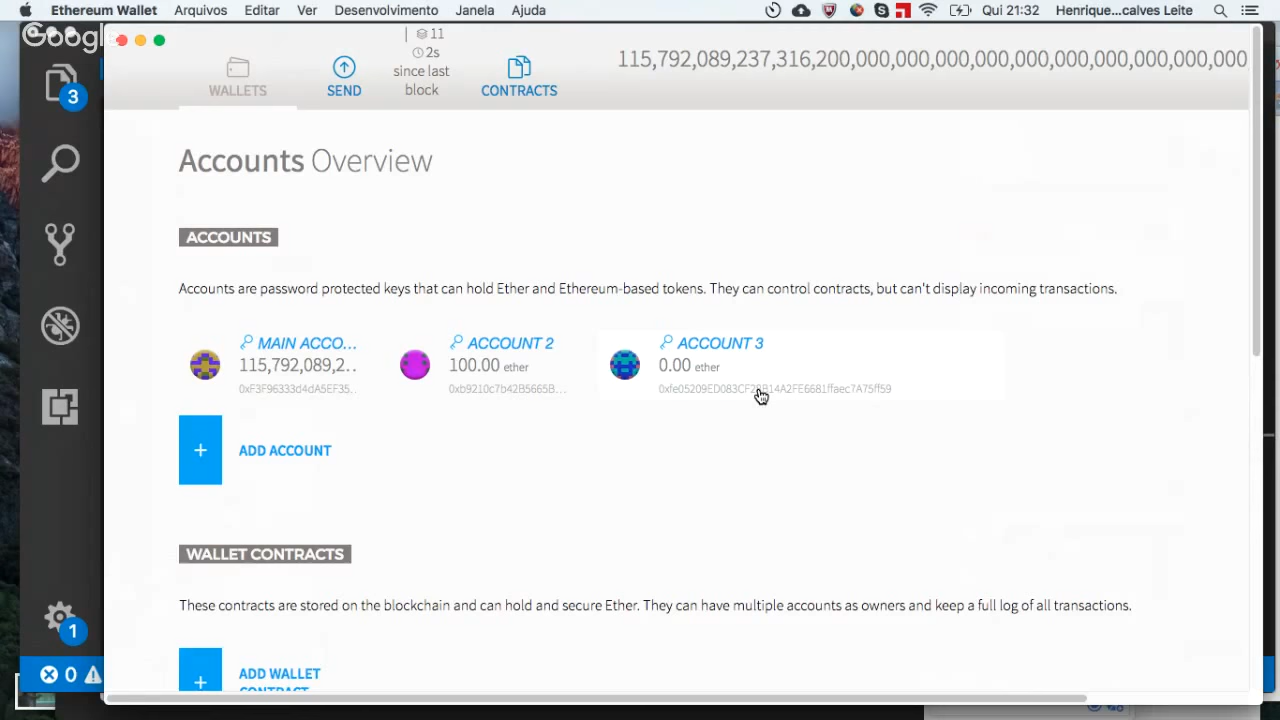 Ethereum Wallet Arquivos Editar Ver Desenvolvimento Janela Ajuda Qui 21:32 Henrique...calves Leite
Googl
3
WALLETS
SEND
11
2s
since last
block
CONTRACTS
115,792,089,237,316,200,000,000,000,000,000,000,000,000,000,000
Accounts Overview
ACCOUNTS
Accounts are password protected keys that can hold Ether and Ethereum-based tokens. They can control contracts, but can't display incoming transactions.
MAIN ACCO...
115,792,089,2..
0xF3F96333d4dA5EF35..
ACCOUNT 2
100.00 ether
0xb9210c7b42B5665B...
ACCOUNT 3
0.00 ether
+ ADD ACCOUNT
WALLET CONTRACTS
These contracts are stored on the blockchain and can hold and secure Ether. They can have multiple accounts as owners and keep a full log of all transactions.
1
0
+ ADD WALLET
CONTRACT